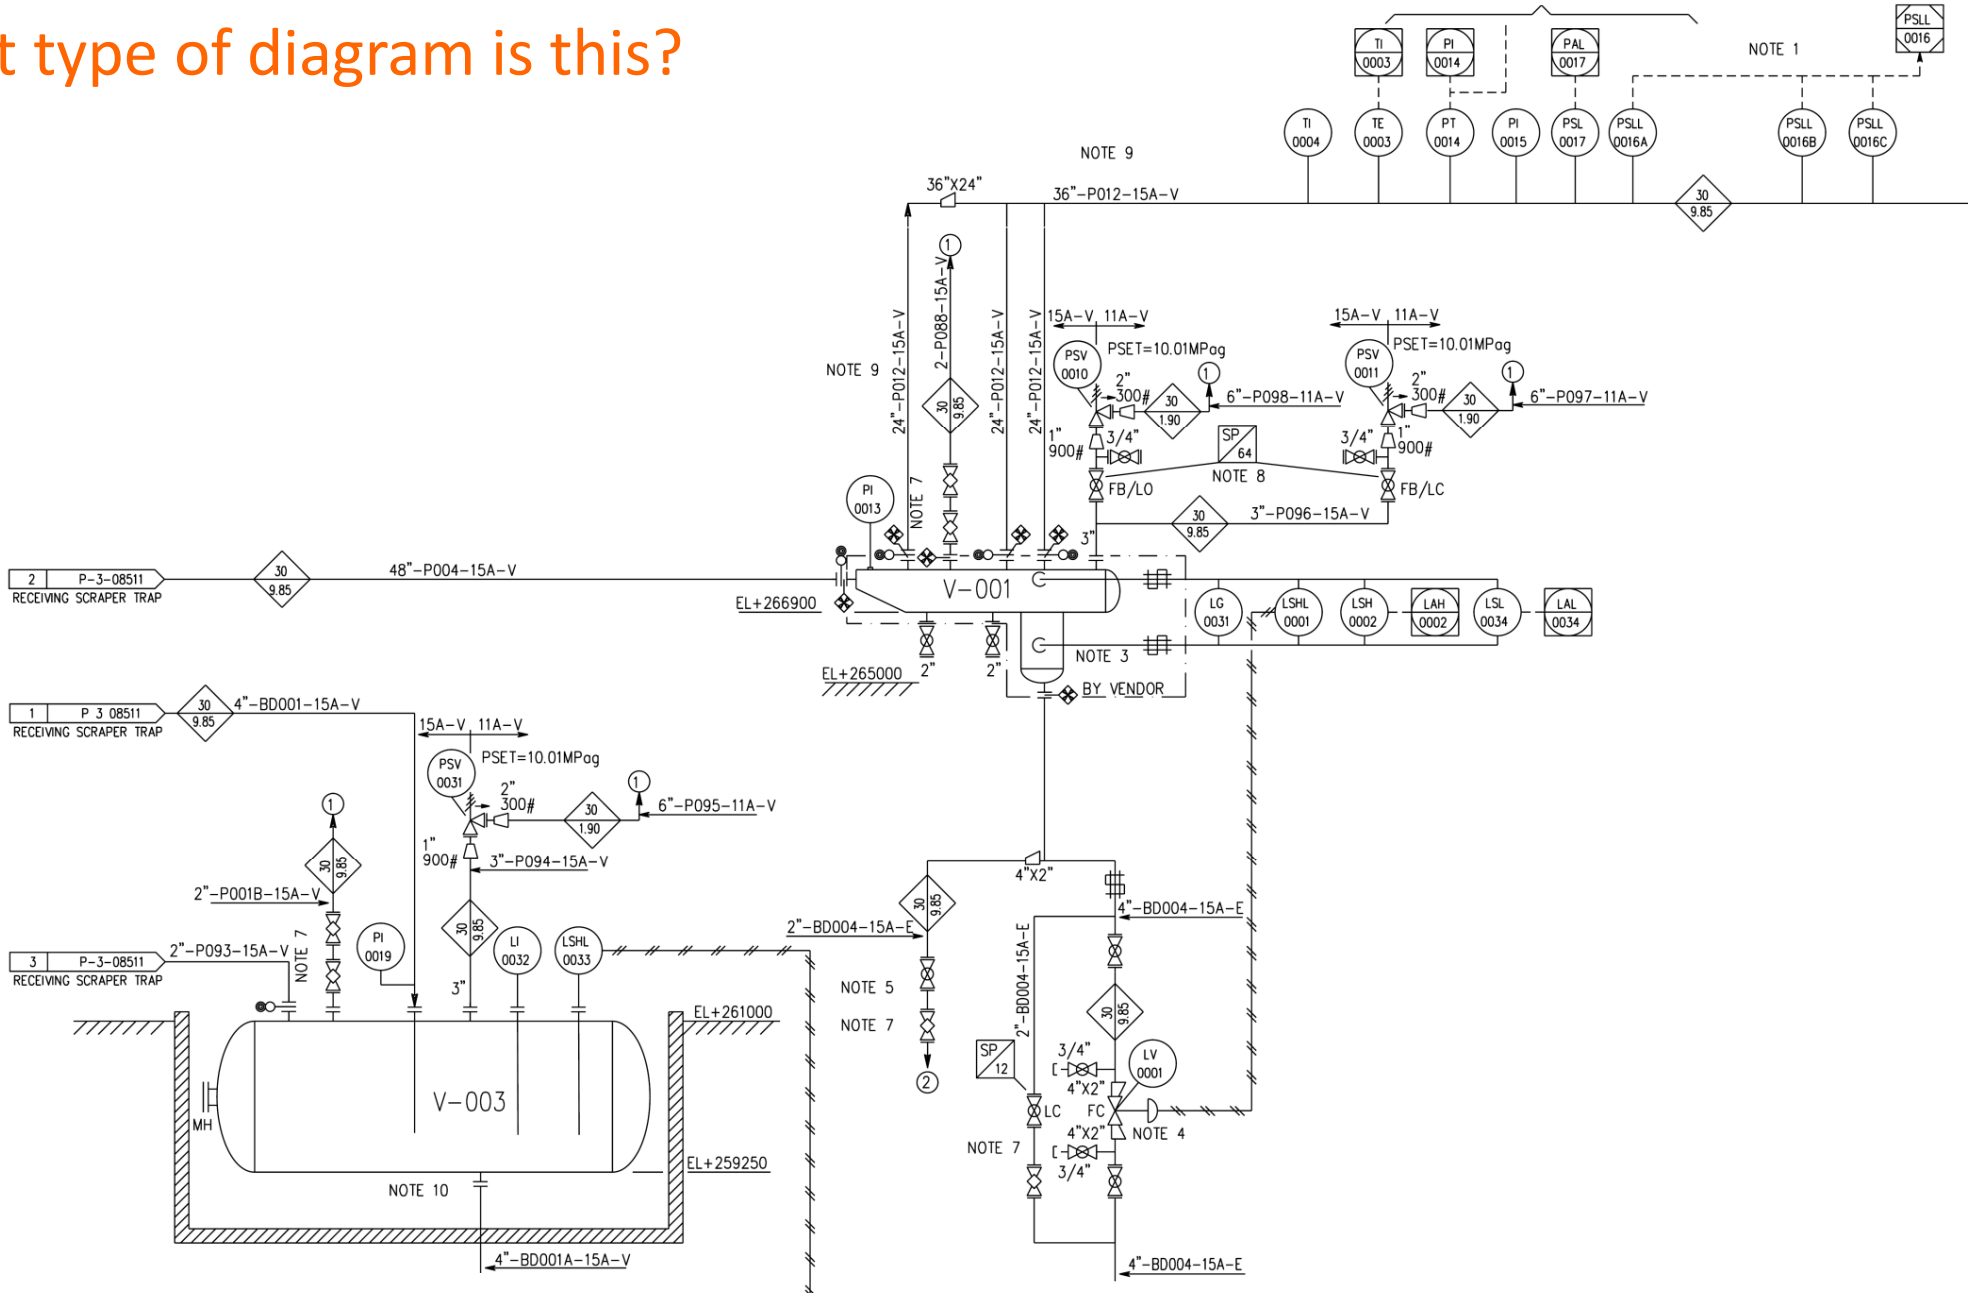 t type of diagram is this?
PSLL
0016
TI
0003
PI
0014
PAL
0017
NOTE 1
TI
0004
TE
0003
PT
0014
PI
0015
PSL
0017
PSLL
0016A
PSLL
0016B
PSLL
0016C
NOTE 9
36"X24"
36"-P012-15A-V
30
9.85
1
2-P088-15A-V
24"-P012-15A-V
24"-P012-15A-V
24"-P012-15A-V
NOTE 9
30
9.85
15A-V 11A-V
PSV
0010
PSET=10.01MPag
2"
300#
30
1.90
1
6"-P098-11A-V
1"
900#
3/4"
SP
64
NOTE 8
FB/LO
15A-V 11A-V
PSV
0011
PSET=10.01MPag
2"
300#
30
1.90
1
6"-P097-11A-V
3/4"
1"
900#
FB/LC
30
9.85
3"-P096-15A-V
3"
PI
0013
NOTE 7
2 P-3-08511
RECEIVING SCRAPER TRAP
30
9.85
48"-P004-15A-V
EL+266900
V-001
C
C
LG
0031
LSHL
0001
LSH
0002
LAH
0002
LSL
0034
LAL
0034
NOTE 3
2"
2"
EL+265000
BY VENDOR
1 P 3 08511
RECEIVING SCRAPER TRAP
30
9.85
4"-BD001-15A-V
15A-V 11A-V
PSV
0031
PSET=10.01MPag
2"
300#
30
1.90
1
6"-P095-11A-V
1"
900#
3"-P094-15A-V
1
30
9.85
2"-P001B-15A-V
NOTE 7
3 P-3-08511
RECEIVING SCRAPER TRAP
2"-P093-15A-V
PI
0019
30
9.85
3"
LI
0032
LSHL
0033
EL+261000
V-003
MH
EL+259250
NOTE 10
4"-BD001A-15A-V
4"X2"
30
9.85
2"-BD004-15A-E
NOTE 5
NOTE 7
2
4"-BD004-15A-E
2"-BD004-15A-E
30
9.85
SP
12
3/4"
LV
0001
4"X2"
LC
FC
4"X2"
NOTE 4
NOTE 7
3/4"
4"-BD004-15A-E